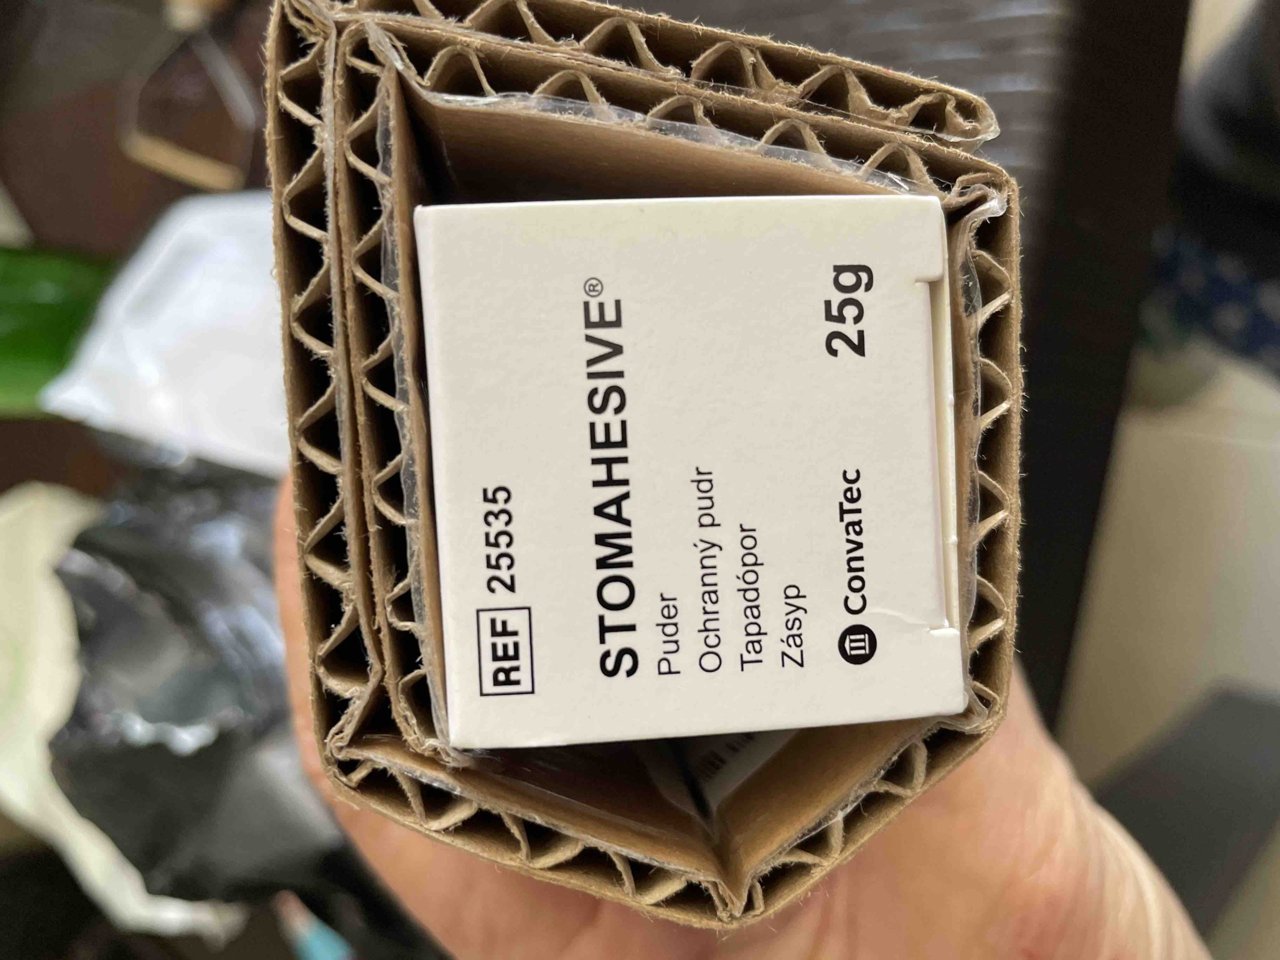 REF 25535
STOMAHESIVE®
Puder
Ochranný pudr
Tapadópor
Zásyp
ConvaTec 25g